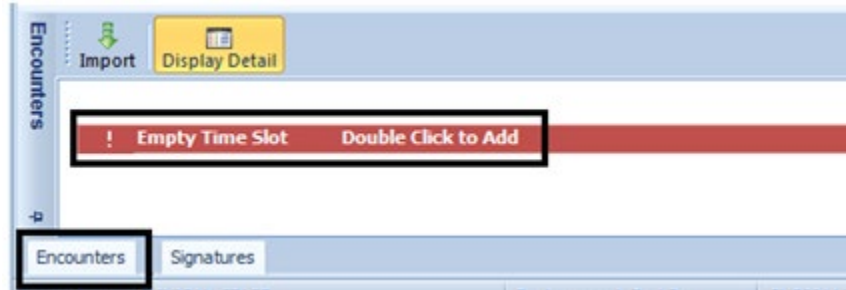 Encounters
Import Display Detail
! Empty Time Slot Double Click to Add
Encounters Signatures